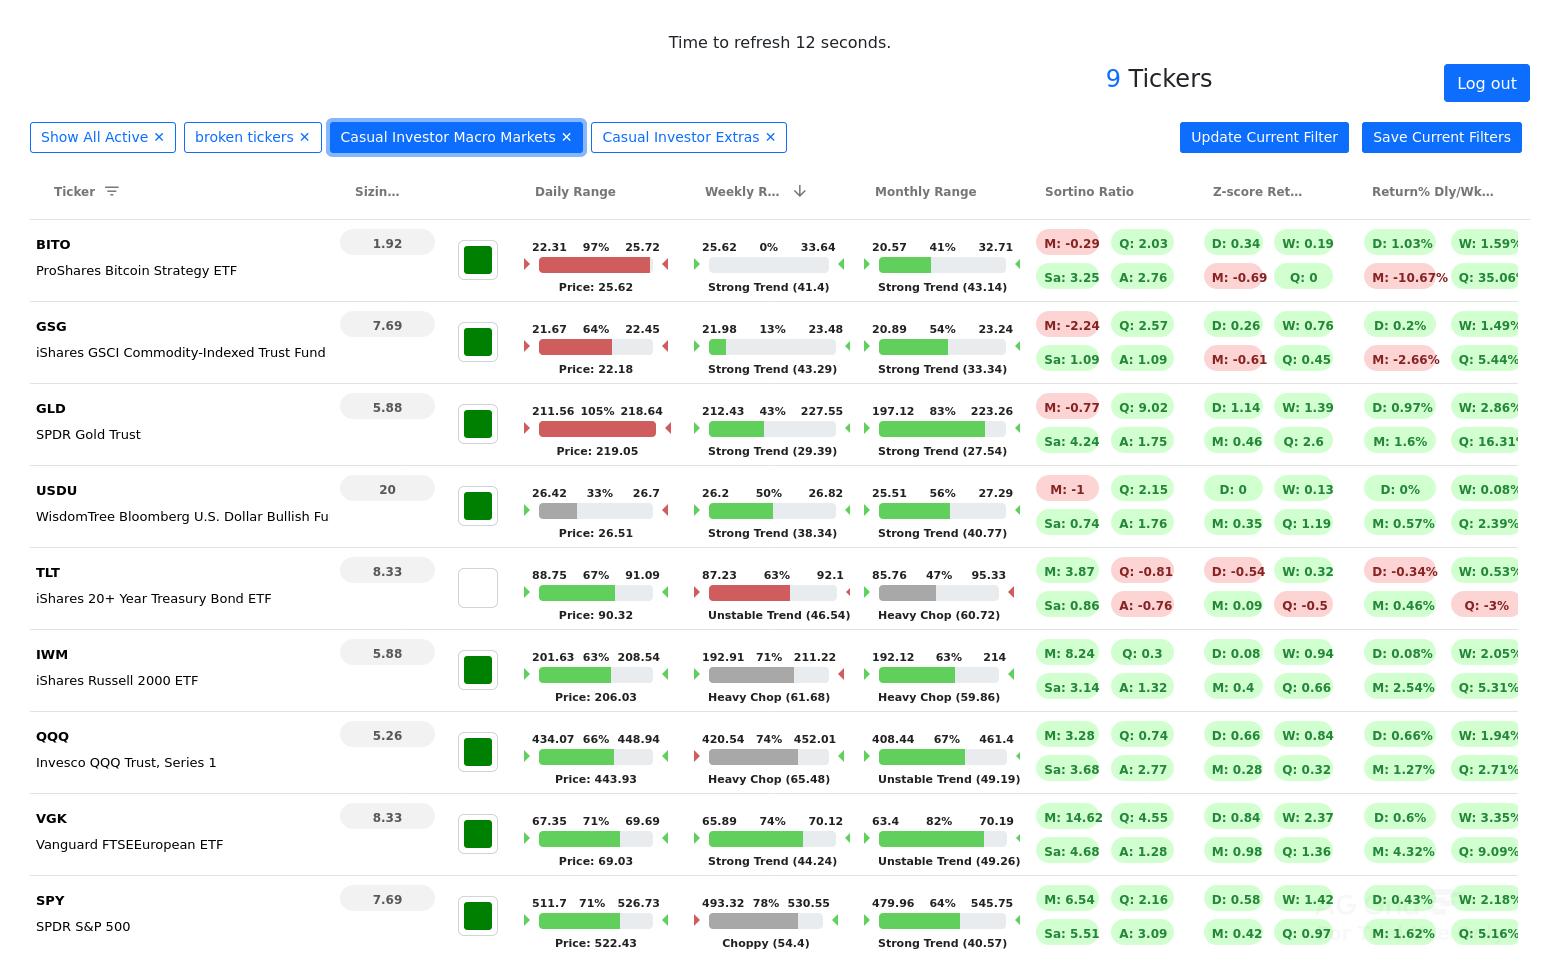 Time to refresh 12 seconds.
9 Tickers
Log out
Show All Active ✕ broken tickers ✕ Casual Investor Macro Markets ✕ Casual Investor Extras ✕ Update Current Filter Save Current Filters
Ticker Sizin... Daily Range Weekly R... Monthly Range Sortino Ratio Z-score Ret... Return% Dly/Wk...
BITO 1.92 22.31 97% 25.72 25.62 0% 33.64 20.57 41% 32.71 M: -0.29 Q: 2.03 D: 0.34 W: 0.19 D: 1.03% W: 1.59%
ProShares Bitcoin Strategy ETF Price: 25.62 Strong Trend (41.4) Strong Trend (43.14) Sa: 3.25 A: 2.76 M: -0.69 Q: 0 M: -10.67% Q: 35.06%
GSG 7.69 21.67 64% 22.45 21.98 13% 23.48 20.89 54% 23.24 M: -2.24 Q: 2.57 D: 0.26 W: 0.76 D: 0.2% W: 1.49%
iShares GSCI Commodity-Indexed Trust Fund Price: 22.18 Strong Trend (43.29) Strong Trend (33.34) Sa: 1.09 A: 1.09 M: -0.61 Q: 0.45 M: -2.66% Q: 5.44%
GLD 5.88 211.56 105% 218.64 212.43 43% 227.55 197.12 83% 223.26 M: -0.77 Q: 9.02 D: 1.14 W: 1.39 D: 0.97% W: 2.86%
SPDR Gold Trust Price: 219.05 Strong Trend (29.39) Strong Trend (27.54) Sa: 4.24 A: 1.75 M: 0.46 Q: 2.6 M: 1.6% Q: 16.31%
USDU 20 26.42 33% 26.7 26.2 50% 26.82 25.51 56% 27.29 M: -1 Q: 2.15 D: 0 W: 0.13 D: 0% W: 0.08%
WisdomTree Bloomberg U.S. Dollar Bullish Fu Price: 26.51 Strong Trend (38.34) Strong Trend (40.77) Sa: 0.74 A: 1.76 M: 0.35 Q: 1.19 M: 0.57% Q: 2.39%
TLT 8.33 88.75 67% 91.09 87.23 63% 92.1 85.76 47% 95.33 M: 3.87 Q: -0.81 D: -0.54 W: 0.32 D: -0.34% W: 0.53%
iShares 20+ Year Treasury Bond ETF Price: 90.32 Unstable Trend (46.54) Heavy Chop (60.72) Sa: 0.86 A: -0.76 M: 0.09 Q: -0.5 M: 0.46% Q: -3%
IWM 5.88 201.63 63% 208.54 192.91 71% 211.22 192.12 63% 214 M: 8.24 Q: 0.3 D: 0.08 W: 0.94 D: 0.08% W: 2.05%
iShares Russell 2000 ETF Price: 206.03 Heavy Chop (61.68) Heavy Chop (59.86) Sa: 3.14 A: 1.32 M: 0.4 Q: 0.66 M: 2.54% Q: 5.31%
QQQ 5.26 434.07 66% 448.94 420.54 74% 452.01 408.44 67% 461.4 M: 3.28 Q: 0.74 D: 0.66 W: 0.84 D: 0.66% W: 1.94%
Invesco QQQ Trust, Series 1 Price: 443.93 Heavy Chop (65.48) Unstable Trend (49.19) Sa: 3.68 A: 2.77 M: 0.28 Q: 0.32 M: 1.27% Q: 2.71%
VGK 8.33 67.35 71% 69.69 65.89 74% 70.12 63.4 82% 70.19 M: 14.62 Q: 4.55 D: 0.84 W: 2.37 D: 0.6% W: 3.35%
Vanguard FTSEEuropean ETF Price: 69.03 Strong Trend (44.24) Unstable Trend (49.26) Sa: 4.68 A: 1.28 M: 0.98 Q: 1.36 M: 4.32% Q: 9.09%
SPY 7.69 511.7 71% 526.73 493.32 78% 530.55 479.96 64% 545.75 M: 6.54 Q: 2.16 D: 0.58 W: 1.42 D: 0.43% W: 2.18%
SPDR S&P 500 Price: 522.43 Choppy (54.4) Strong Trend (40.57) Sa: 5.51 A: 3.09 M: 0.42 Q: 0.97 M: 1.62% Q: 5.16%